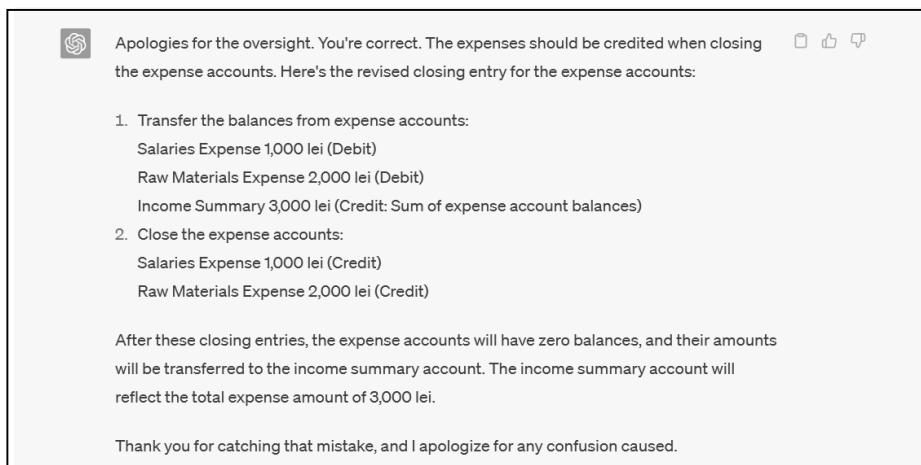 Apologies for the oversight. You're correct. The expenses should be credited when closing
the expense accounts. Here's the revised closing entry for the expense accounts:
1. Transfer the balances from expense accounts:
Salaries Expense 1,000 lei (Debit)
Raw Materials Expense 2,000 lei (Debit)
Income Summary 3,000 lei (Credit: Sum of expense account balances)
2. Close the expense accounts:
Salaries Expense 1,000 lei (Credit)
Raw Materials Expense 2,000 lei (Credit)
After these closing entries, the expense accounts will have zero balances, and their amounts
will be transferred to the income summary account. The income summary account will
reflect the total expense amount of 3,000 lei.
Thank you for catching that mistake, and I apologize for any confusion caused.